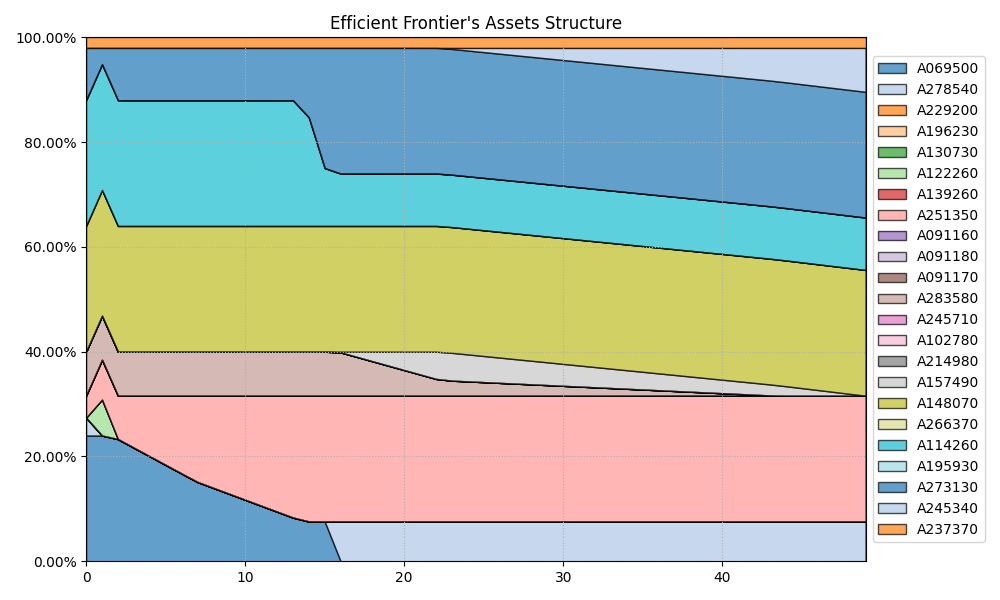 Efficient Frontier's Assets Structure
100.00%
80.00%
60.00%
40.00%
20.00%
0.00%
0
10
20
30
40
A069500
A278540
A229200
A196230
A130730
A122260
A139260
A251350
A091160
A091180
A091170
A283580
A245710
A102780
A214980
A157490
A148070
A266370
A114260
A195930
A273130
A245340
A237370